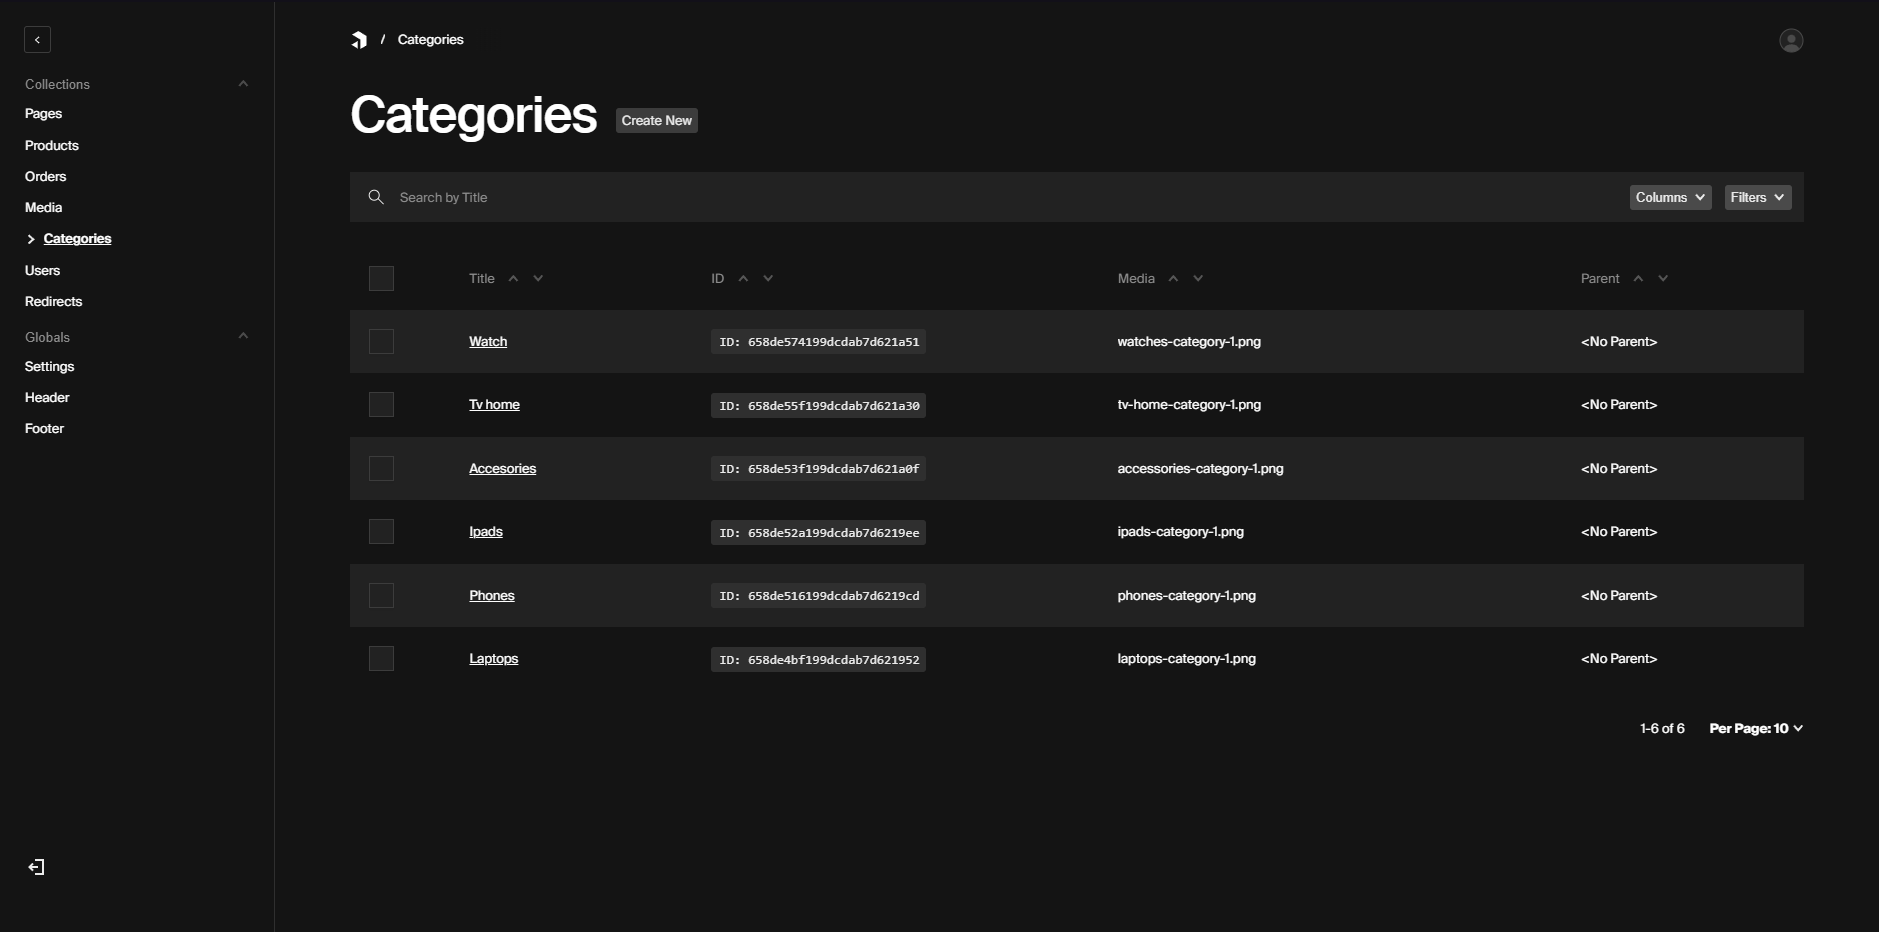 / Categories
Collections
Pages
Products
Orders
Media
Categories
Users
Redirects
Globals
Settings
Header
Footer
Categories Create New
Search by Title Columns Filters
Title ID Media Parent
Watch ID: 658de574199dcdab7d621a51 watches-category-1.png <No Parent>
Tv home ID: 658de55f199dcdab7d621a30 tv-home-category-1.png <No Parent>
Accesories ID: 658de53f199dcdab7d621a0f accessories-category-1.png <No Parent>
Ipads ID: 658de52a199dcdab7d6219ee ipads-category-1.png <No Parent>
Phones ID: 658de516199dcdab7d6219cd phones-category-1.png <No Parent>
Laptops ID: 658de4bf199dcdab7d621952 laptops-category-1.png <No Parent>
1-6 of 6 Per Page: 10